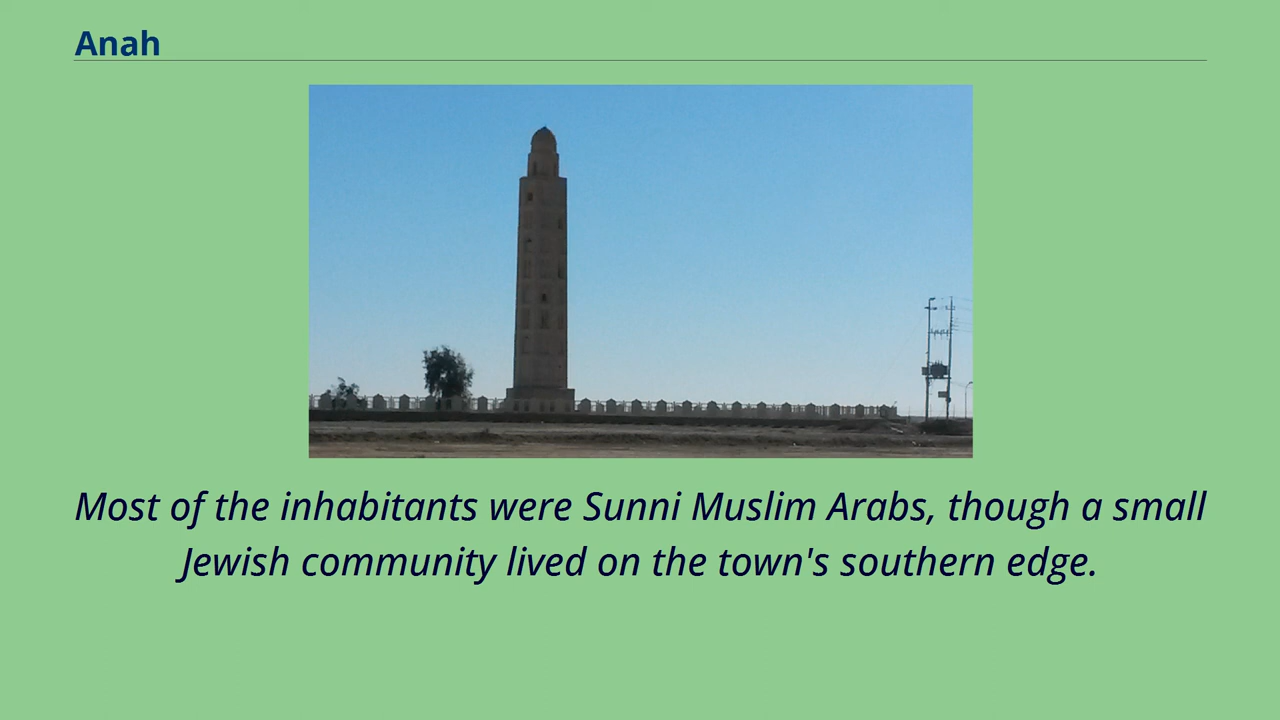 Anah
Most of the inhabitants were Sunni Muslim Arabs, though a small
Jewish community lived on the town's southern edge.